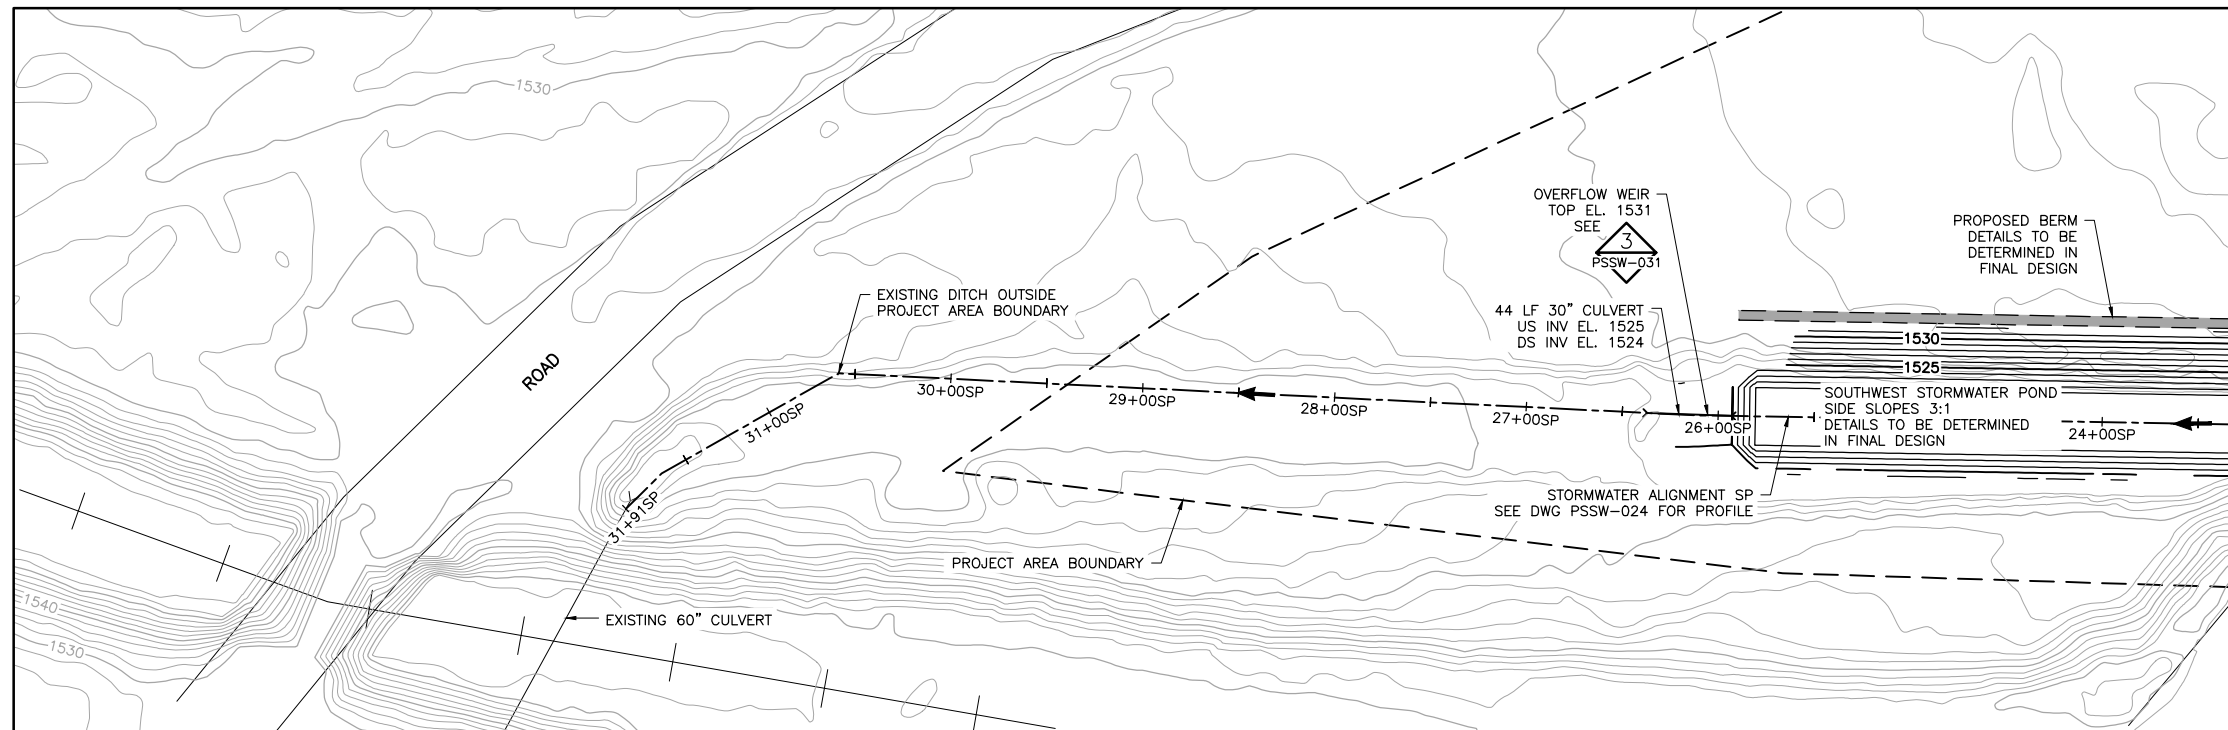 1530
OVERFLOW WEIR
TOP EL. 1531
SEE
3
PSSW-031
PROPOSED BERM
DETAILS TO BE
DETERMINED IN
FINAL DESIGN
EXISTING DITCH OUTSIDE
PROJECT AREA BOUNDARY
44 LF 30" CULVERT
US INV EL. 1525
DS INV EL. 1524
1530
1525
ROAD
30+00SP
29+00SP
28+00SP
27+00SP
26+00SP
SOUTHWEST STORMWATER POND
SIDE SLOPES 3:1
DETAILS TO BE DETERMINED
IN FINAL DESIGN
24+00SP
31+00SP
31+91SP
STORMWATER ALIGNMENT SP
SEE DWG PSSW-024 FOR PROFILE
PROJECT AREA BOUNDARY
1540
EXISTING 60" CULVERT
1530